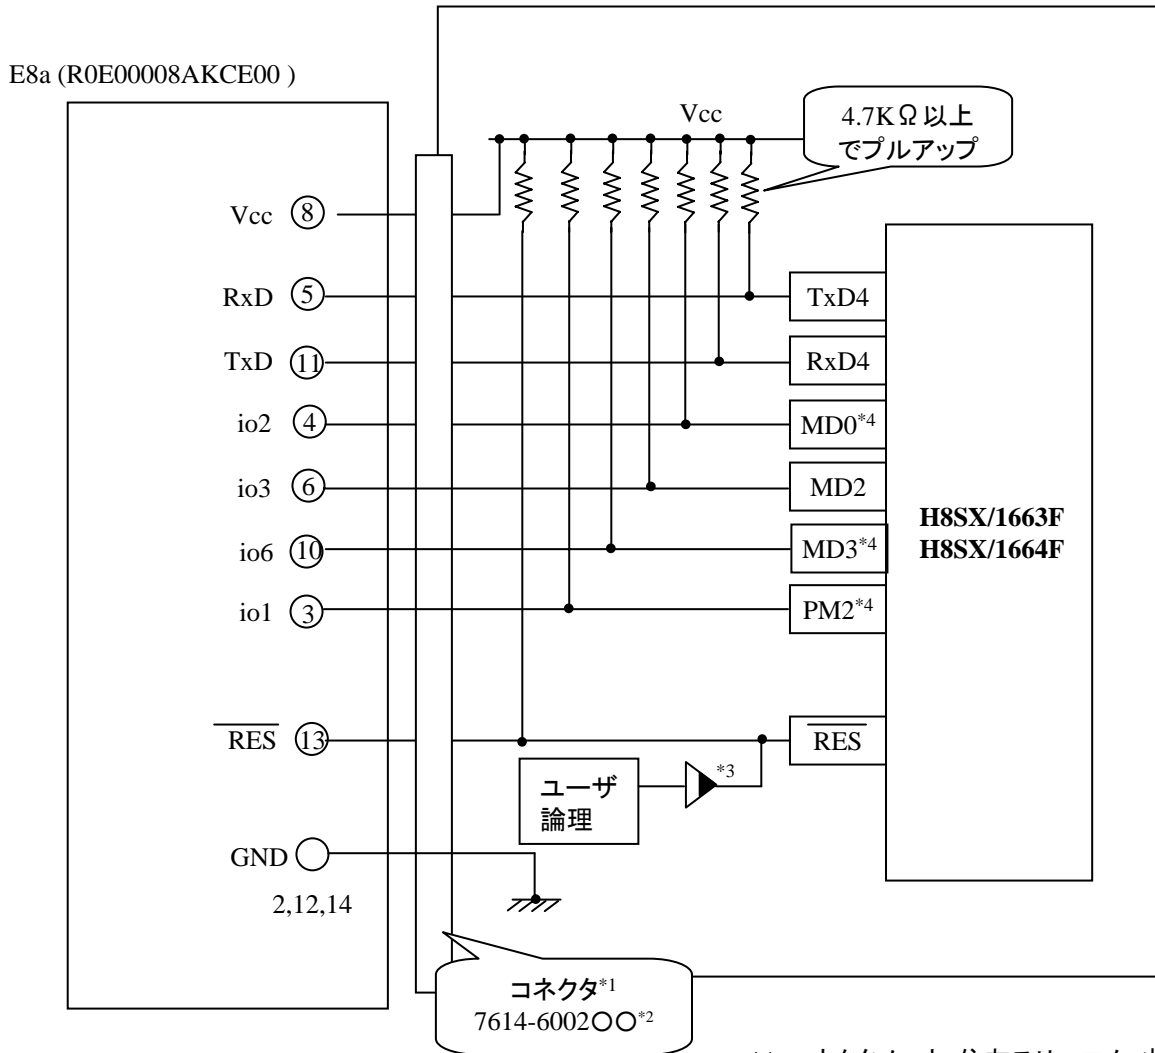 E8a (R0E00008AKCE00 )
Vcc
4.7KΩ以上
でプルアップ
Vcc ⑧
RxD ⑤
TxD4
TxD ⑪
RxD4
io2 ④
MD0*4
io3 ⑥
MD2
H8SX/1663F
H8SX/1664F
io6 ⑩
MD3*4
io1 ③
PM2*4
RES ⑬
RES
*3
ユーザ
論理
GND
2,12,14
コネクタ*1
7614-6002○○*2